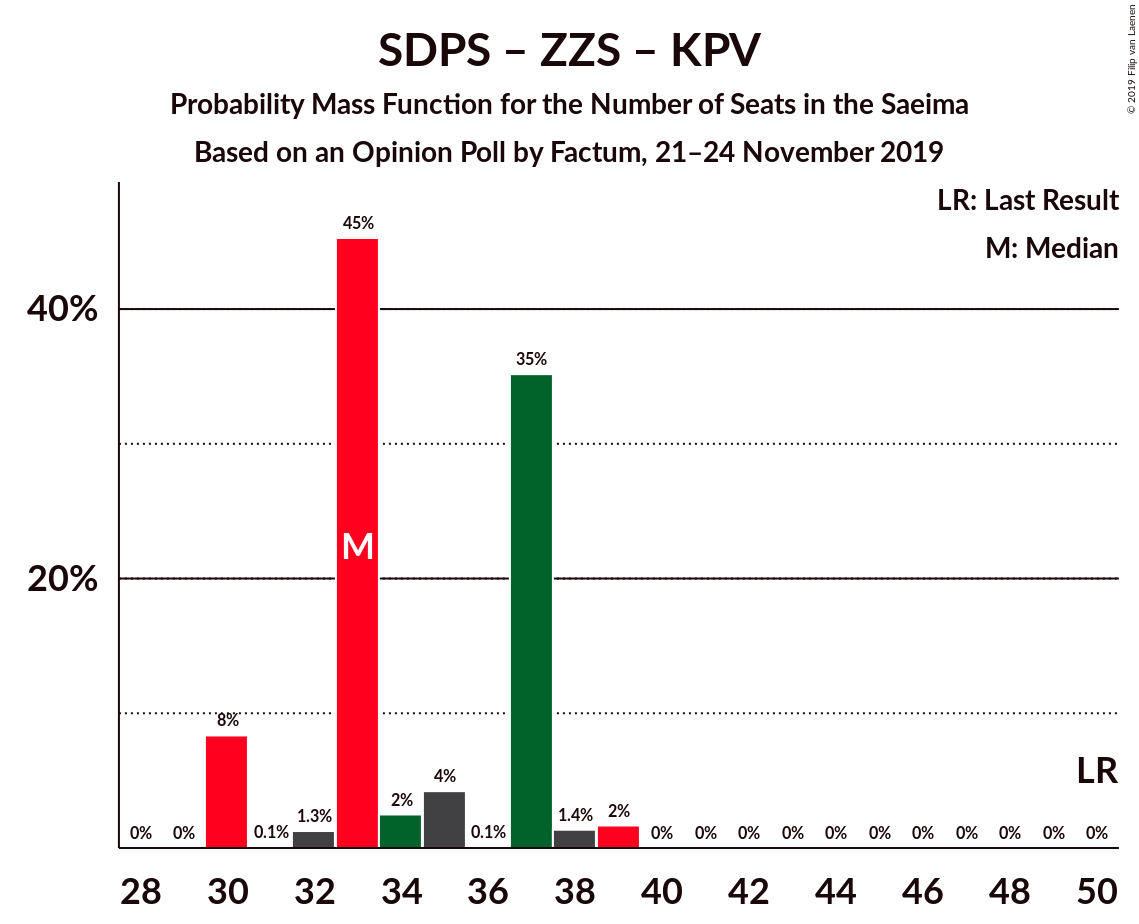 SDPS – ZZS – KPV
Probability Mass Function for the Number of Seats in the Saeima
Based on an Opinion Poll by Factum, 21–24 November 2019
© 2019 Filip van Laenen
LR: Last Result
M: Median
40%
20%
0%
0%
8%
0.1%
1.3%
45%
M
2%
4%
0.1%
35%
1.4%
2%
0%
0%
0%
0%
0%
0%
0%
0%
0%
0%
0%
LR
28 30 32 34 36 38 40 42 44 46 48 50